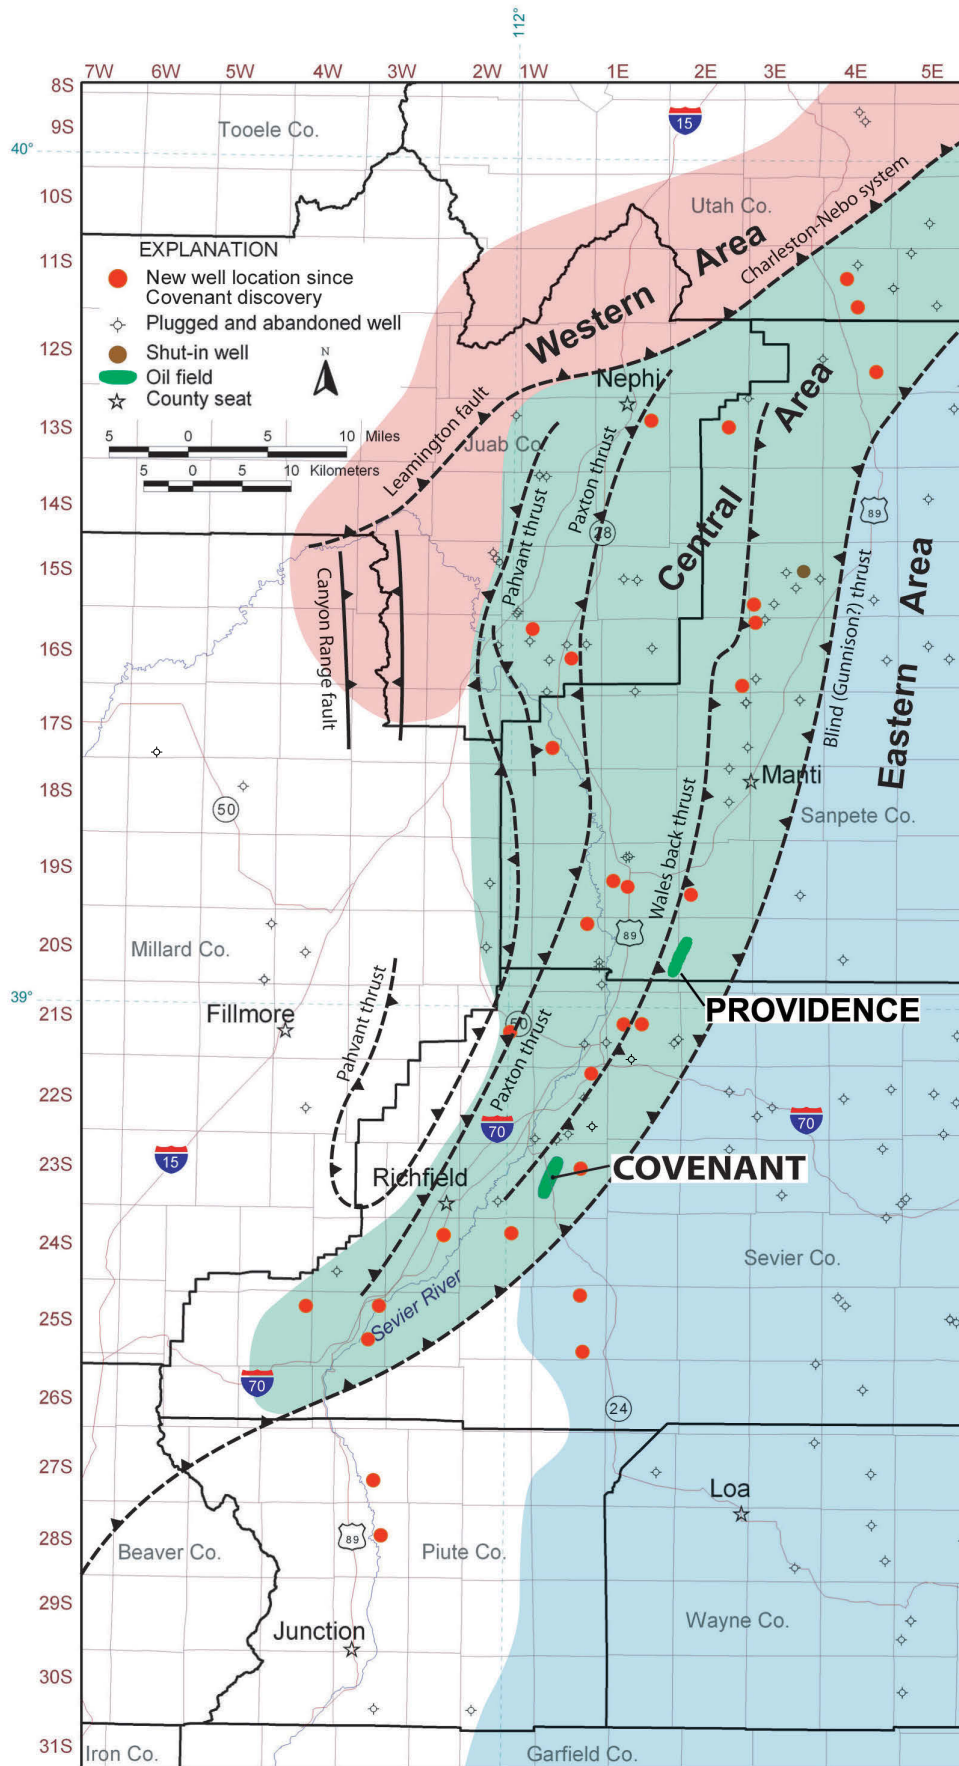 112°
7W 6W 5W 4W 3W 2W 1W 1E 2E 3E 4E 5E
8S
9S
Tooele Co.
15
40°
10S
Utah Co.
Charleston-Nebo system
11S
EXPLANATION
New well location since
Covenant discovery
Plugged and abandoned well
Shut-in well
Oil field
County seat
N
Western Area
12S
Nephi
Central Area
5 0 5 10 Miles
5 0 5 10 Kilometers
13S
Leamington fault
Juab Co.
Pahvant thrust
Paxton thrust
28
14S
89
15S
Canyon Range fault
Blind (Gunnison?) thrust
Eastern Area
16S
17S
Manti
18S
50
Sanpete Co.
19S
Wales back thrust
89
20S
Millard Co.
39°
PROVIDENCE
21S
Fillmore
50
Pahvant thrust
Paxton thrust
22S
70
70
15
23S
COVENANT
Richfield
24S
Sevier Co.
25S
Sevier River
70
26S
24
27S
Loa
28S
89
Beaver Co.
Piute Co.
29S
Wayne Co.
Junction
30S
31S
Iron Co.
Garfield Co.